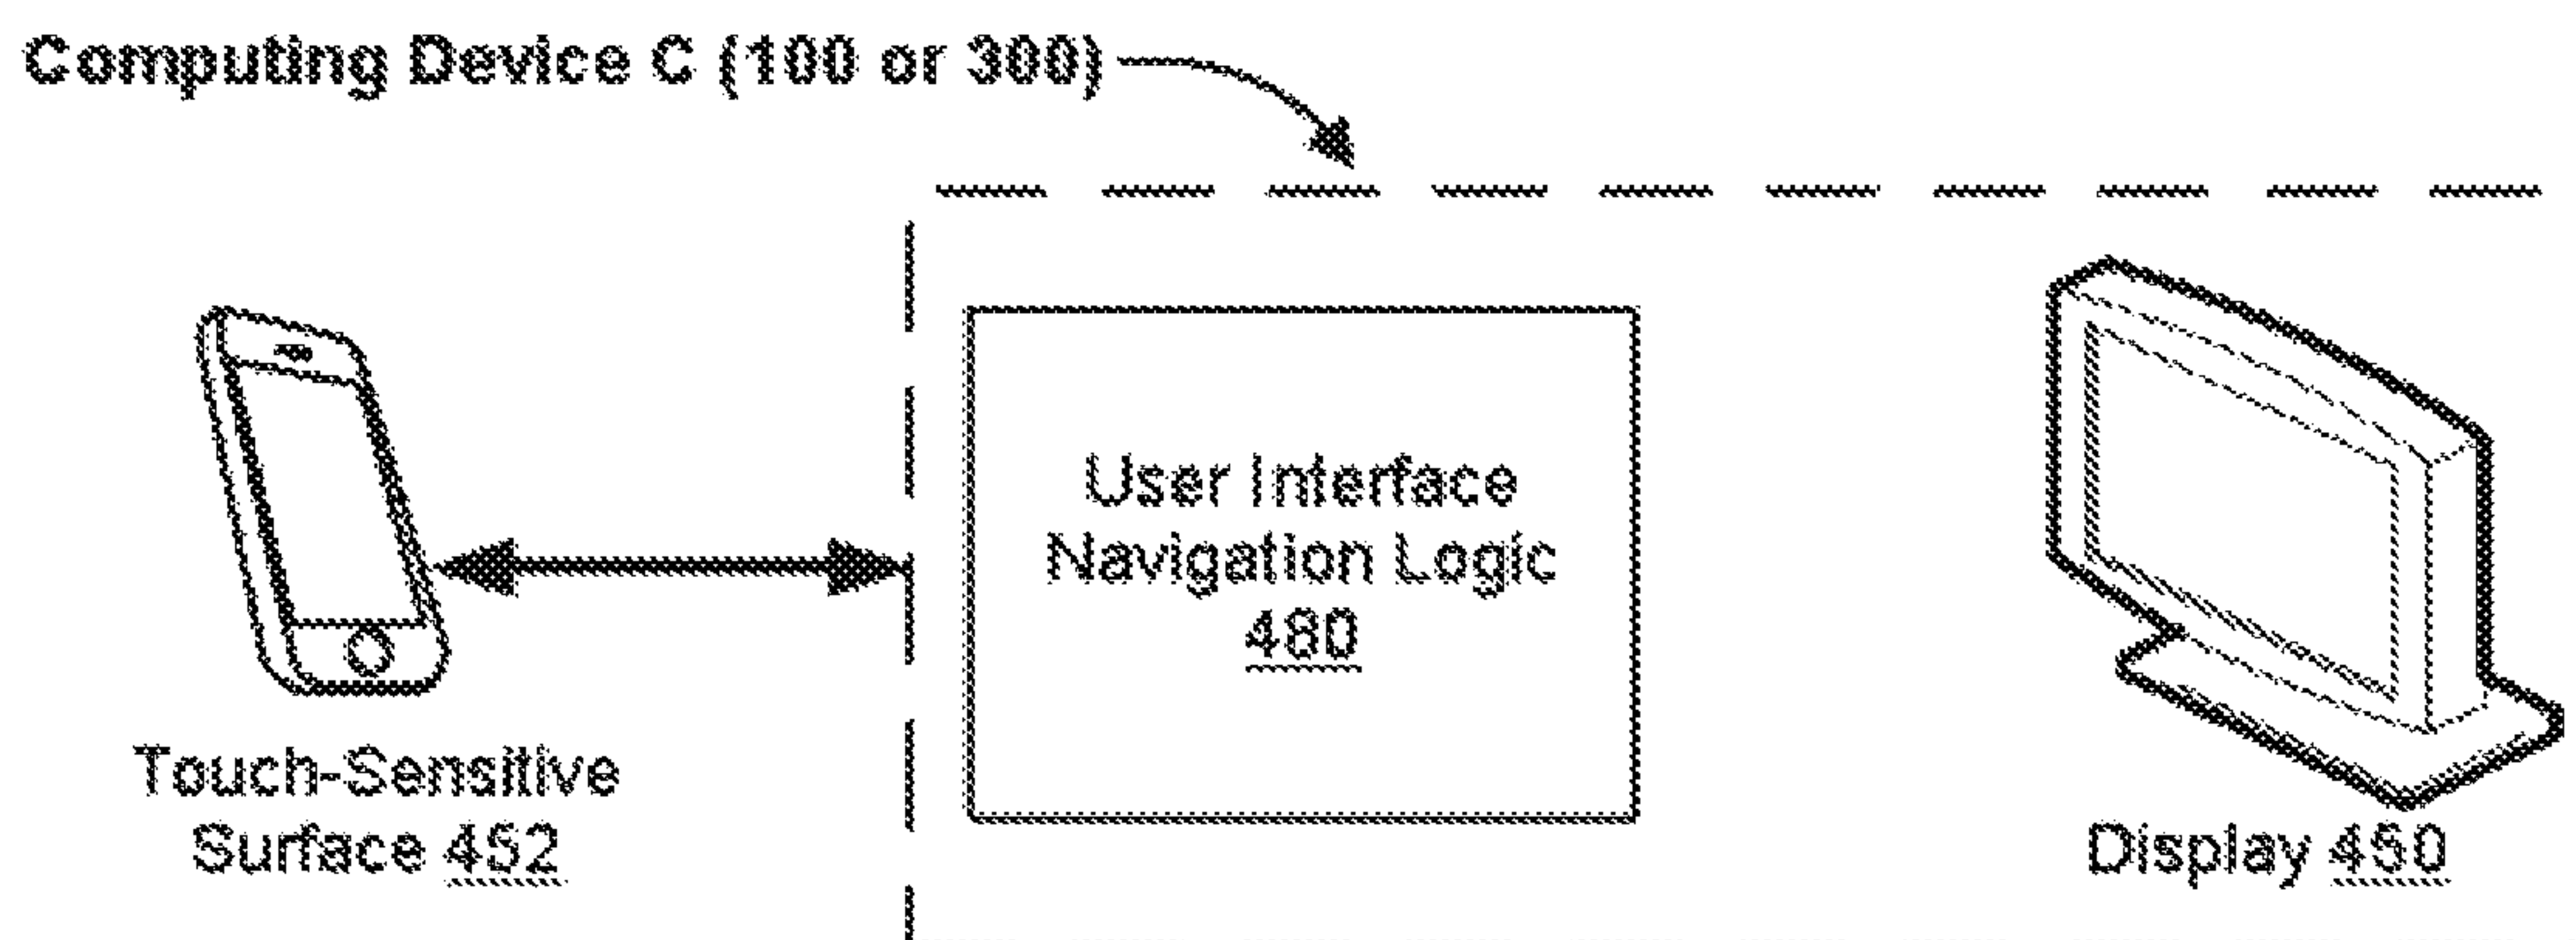 Computing Device C (100 or 300)
User Interface
Navigation Logic
480
Touch-Sensitive
Surface 452
Display 450